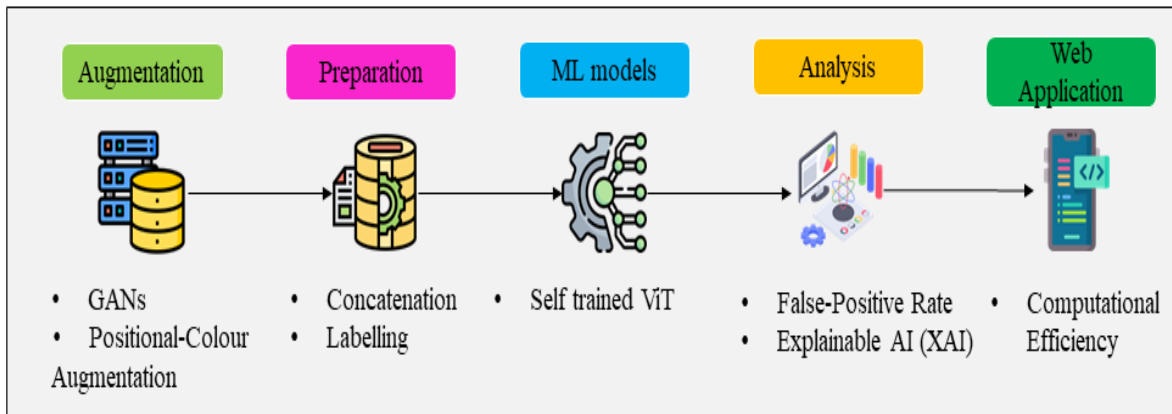 Augmentation
Preparation
ML models
Analysis
Web
Application
• GANs
• Positional-Colour
Augmentation
• Concatenation
• Labelling
• Self trained ViT
• False-Positive Rate
• Explainable AI (XAI)
• Computational
Efficiency